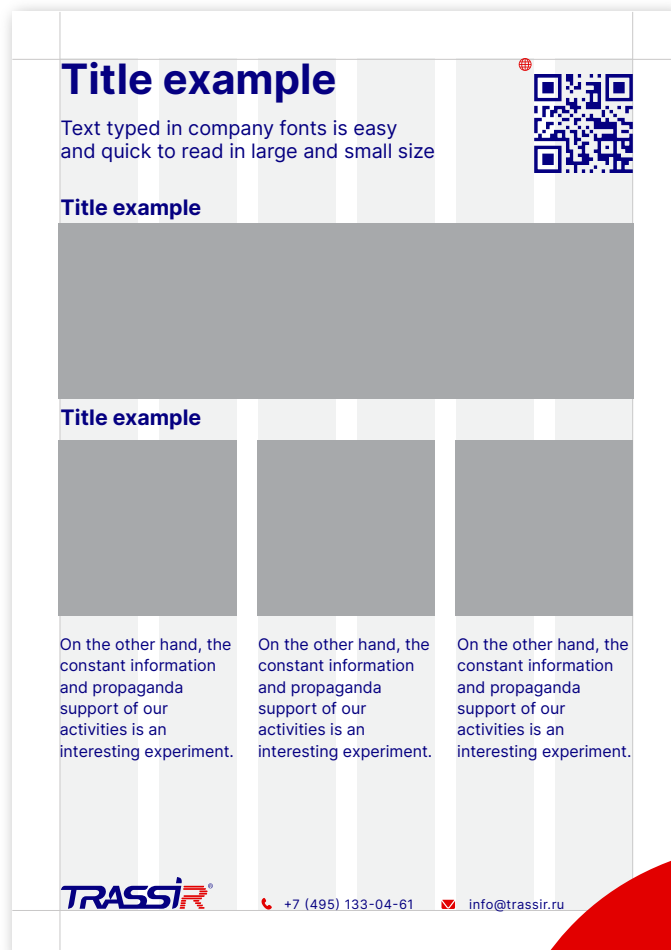 Title example
Text typed in company fonts is easy
and quick to read in large and small size
Title example
Title example
On the other hand, the
constant information
and propaganda
support of our
activities is an
interesting experiment.
On the other hand, the
constant information
and propaganda
support of our
activities is an
interesting experiment.
On the other hand, the
constant information
and propaganda
support of our
activities is an
interesting experiment.
TRASSIR®
+7 (495) 133-04-61
info@trassir.ru